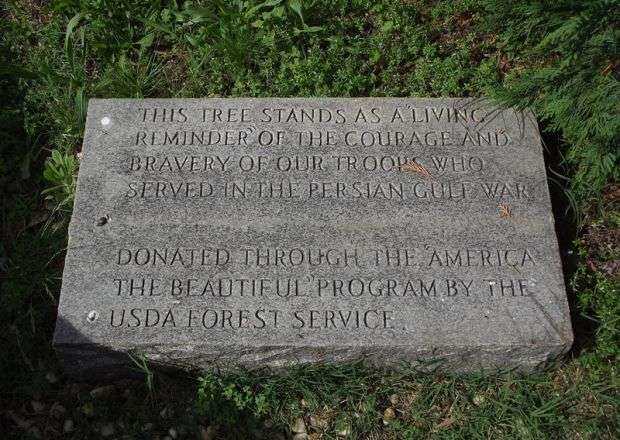 THIS TREE STANDS AS A LIVING
REMINDER OF THE COURAGE AND
BRAVERY OF OUR TROOPS WHO
SERVED IN THE PERSIAN GULF WAR
DONATED THROUGH THE AMERICA
THE BEAUTIFUL PROGRAM BY THE
USDA FOREST SERVICE